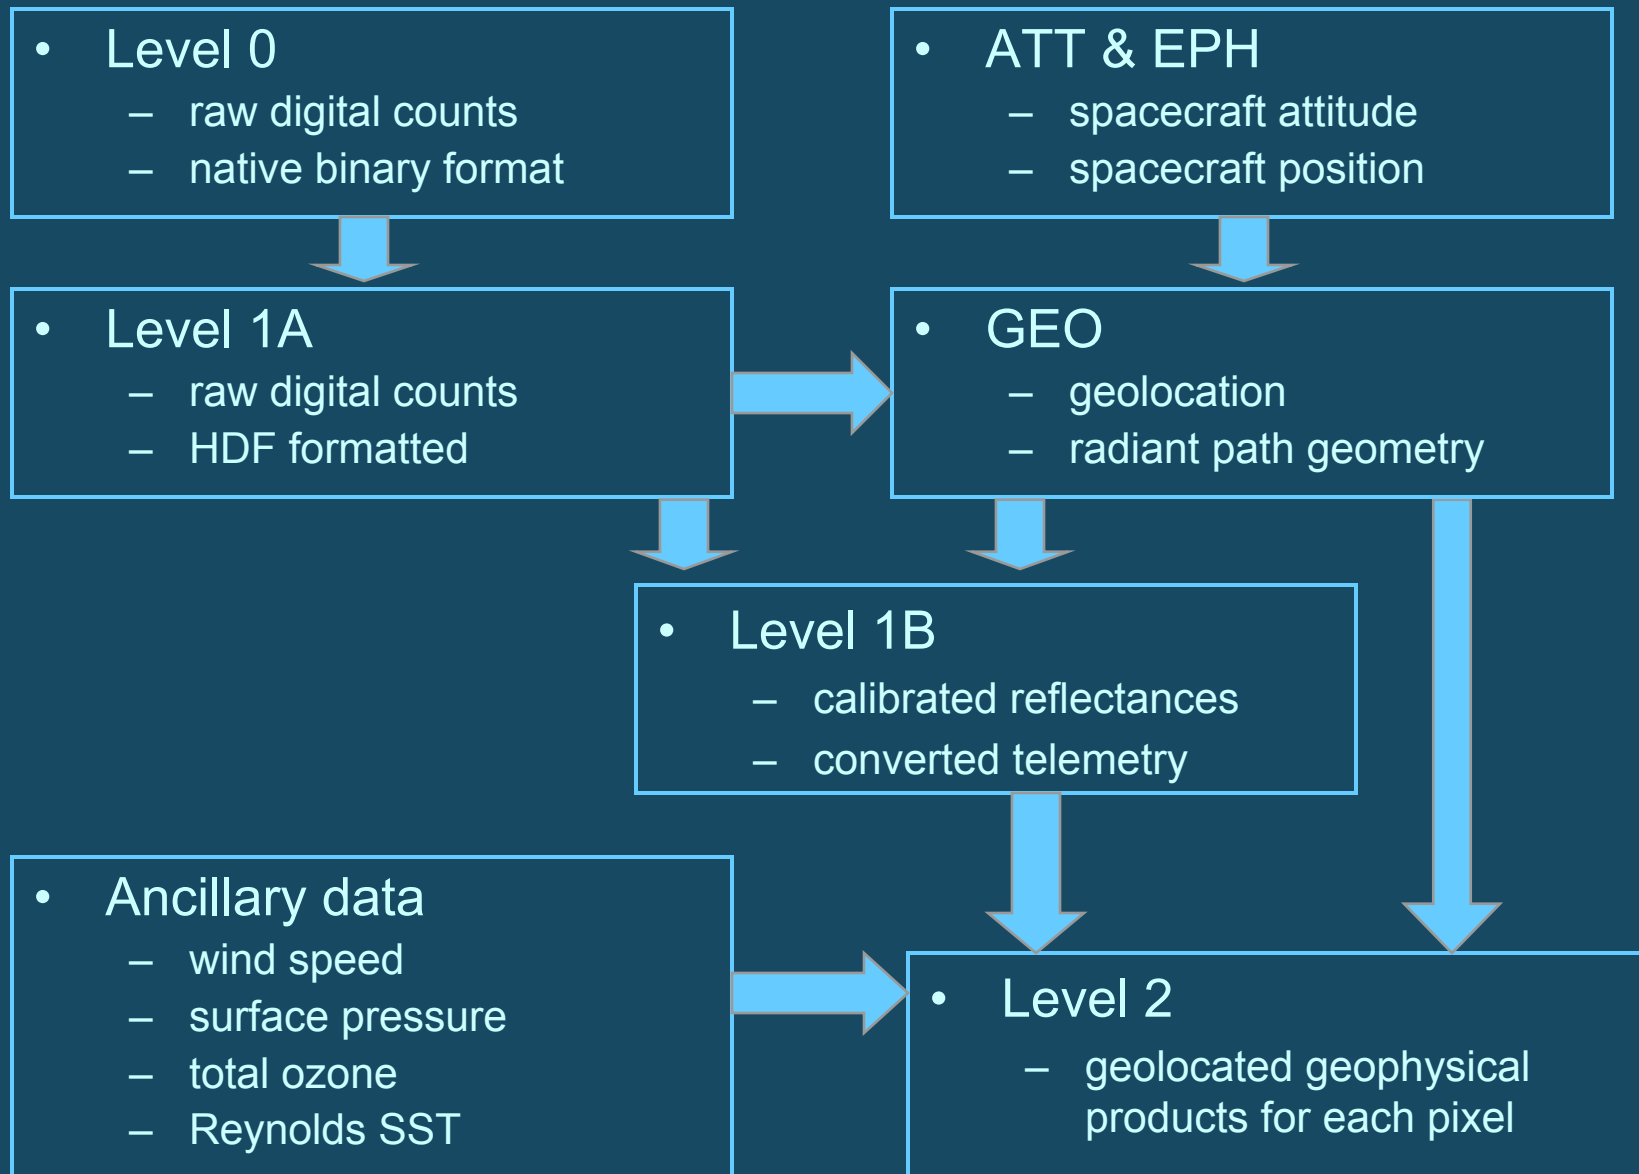 • Level 0
– raw digital counts
– native binary format
• ATT & EPH
– spacecraft attitude
– spacecraft position
• Level 1A
– raw digital counts
– HDF formatted
• GEO
– geolocation
– radiant path geometry
• Level 1B
– calibrated reflectances
– converted telemetry
• Ancillary data
– wind speed
– surface pressure
– total ozone
– Reynolds SST
• Level 2
– geolocated geophysical
products for each pixel